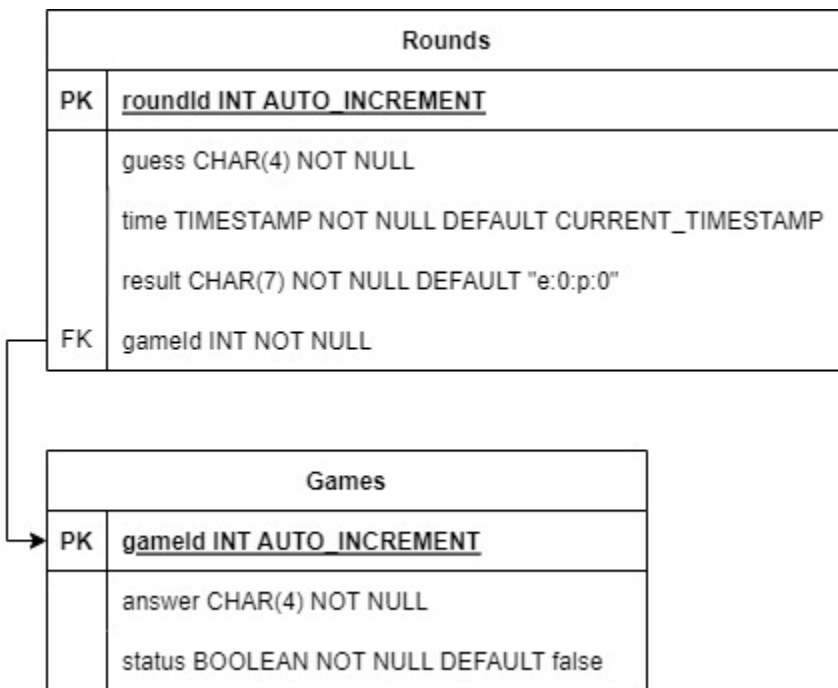 Rounds
PK roundId INT AUTO_INCREMENT
guess CHAR(4) NOT NULL
time TIMESTAMP NOT NULL DEFAULT CURRENT_TIMESTAMP
result CHAR(7) NOT NULL DEFAULT "e:0:p:0"
FK gameId INT NOT NULL
Games
PK gameId INT AUTO_INCREMENT
answer CHAR(4) NOT NULL
status BOOLEAN NOT NULL DEFAULT false